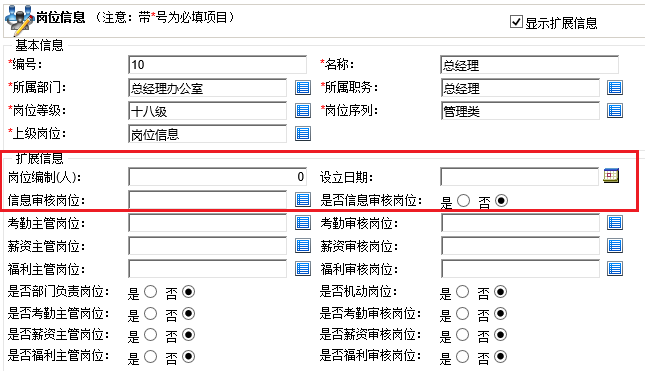 岗位信息 （注意：带*号为必填项目） 显示扩展信息
基本信息
*编号： 10 *名称： 总经理
*所属部门： 总经理办公室 *所属职务： 总经理
*岗位等级： 十八级 *岗位序列： 管理类
*上级岗位： 岗位信息
扩展信息
岗位编制(人)： 0 设立日期：
信息审核岗位： 是否信息审核岗位： 是 否
考勤主管岗位： 考勤审核岗位：
薪资主管岗位： 薪资审核岗位：
福利主管岗位： 福利审核岗位：
是否部门负责岗位： 是 否 是否机动岗位： 是 否
是否考勤主管岗位： 是 否 是否考勤审核岗位： 是 否
是否薪资主管岗位： 是 否 是否薪资审核岗位： 是 否
是否福利主管岗位： 是 否 是否福利审核岗位： 是 否